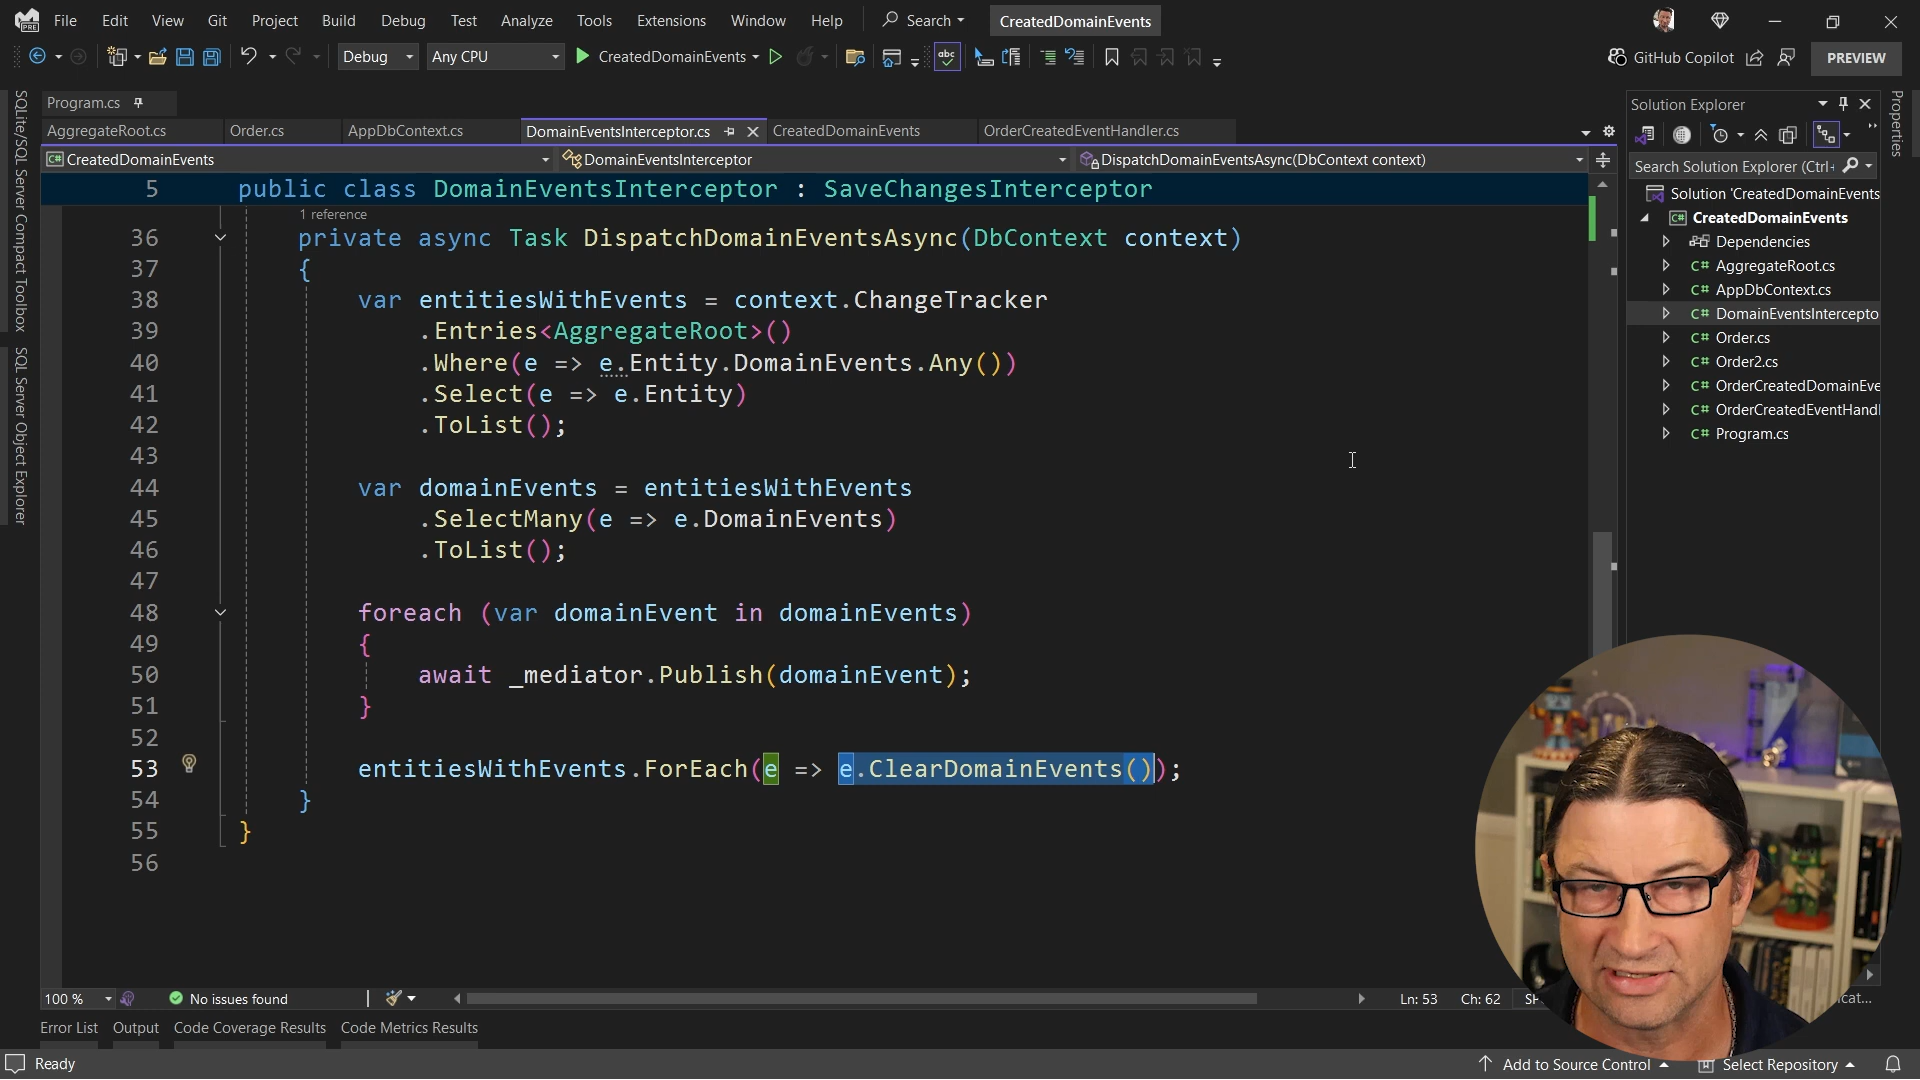 File Edit View Git Project Build Debug Test Analyze Tools Extensions Window Help Search CreatedDomainEvents
Debug Any CPU CreatedDomainEvents GitHub Copilot PREVIEW
Program.cs
AggregateRoot.cs Order.cs AppDbContext.cs DomainEventsInterceptor.cs CreatedDomainEvents OrderCreatedEventHandler.cs
CreatedDomainEvents DomainEventsInterceptor DispatchDomainEventsAsync(DbContext context)
5 public class DomainEventsInterceptor : SaveChangesInterceptor
1 reference
36 private async Task DispatchDomainEventsAsync(DbContext context)
37 {
38 var entitiesWithEvents = context.ChangeTracker
39 .Entries<AggregateRoot>()
40 .Where(e => e.Entity.DomainEvents.Any())
41 .Select(e => e.Entity)
42 .ToList();
43
44 var domainEvents = entitiesWithEvents
45 .SelectMany(e => e.DomainEvents)
46 .ToList();
47
48 foreach (var domainEvent in domainEvents)
49 {
50 await _mediator.Publish(domainEvent);
51 }
52
53 entitiesWithEvents.ForEach(e => e.ClearDomainEvents());
54 }
55 }
56
100 % No issues found Ln: 53 Ch: 62
Error List Output Code Coverage Results Code Metrics Results
Ready Add to Source Control Select Repository
SQLite/SQL Server Compact Toolbox
SQL Server Object Explorer
Solution Explorer
Search Solution Explorer (Ctrl+
Solution 'CreatedDomainEvents
C# CreatedDomainEvents
Dependencies
C# AggregateRoot.cs
C# AppDbContext.cs
C# DomainEventsIntercepto
C# Order.cs
C# Order2.cs
C# OrderCreatedDomainEve
C# OrderCreatedEventHandl
C# Program.cs
Properties